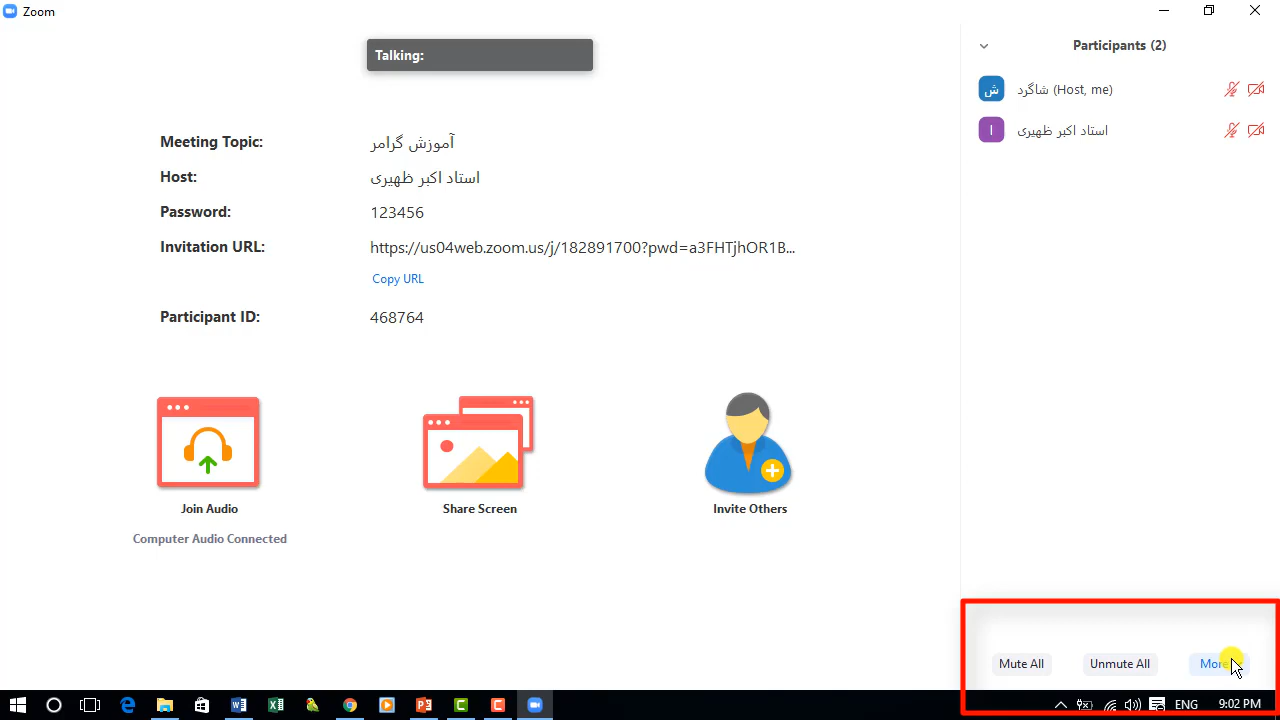 Zoom
Talking:
Participants (2)
ش شاگرد (Host, me)
ا استاد اکبر ظهیری
Meeting Topic: آموزش گرامر
Host: استاد اکبر ظهیری
Password: 123456
Invitation URL: https://us04web.zoom.us/j/182891700?pwd=a3FHTjhOR1B...
Copy URL
Participant ID: 468764
Join Audio
Share Screen
Invite Others
Computer Audio Connected
Mute All
Unmute All
More
ENG
9:02 PM